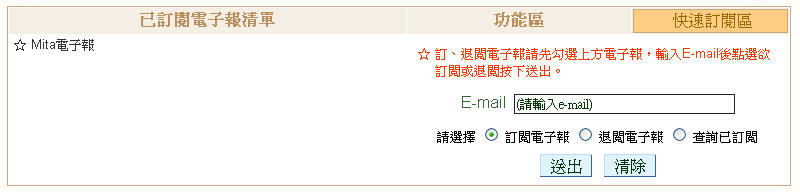 已訂閱電子報清單 功能區 快速訂閱區
☆ Mita電子報
☆ 訂、退閱電子報請先勾選上方電子報，輸入E-mail後點選欲
訂閱或退閱按下送出。
E-mail (請輸入e-mail)
請選擇 訂閱電子報 退閱電子報 查詢已訂閱
送出 清除